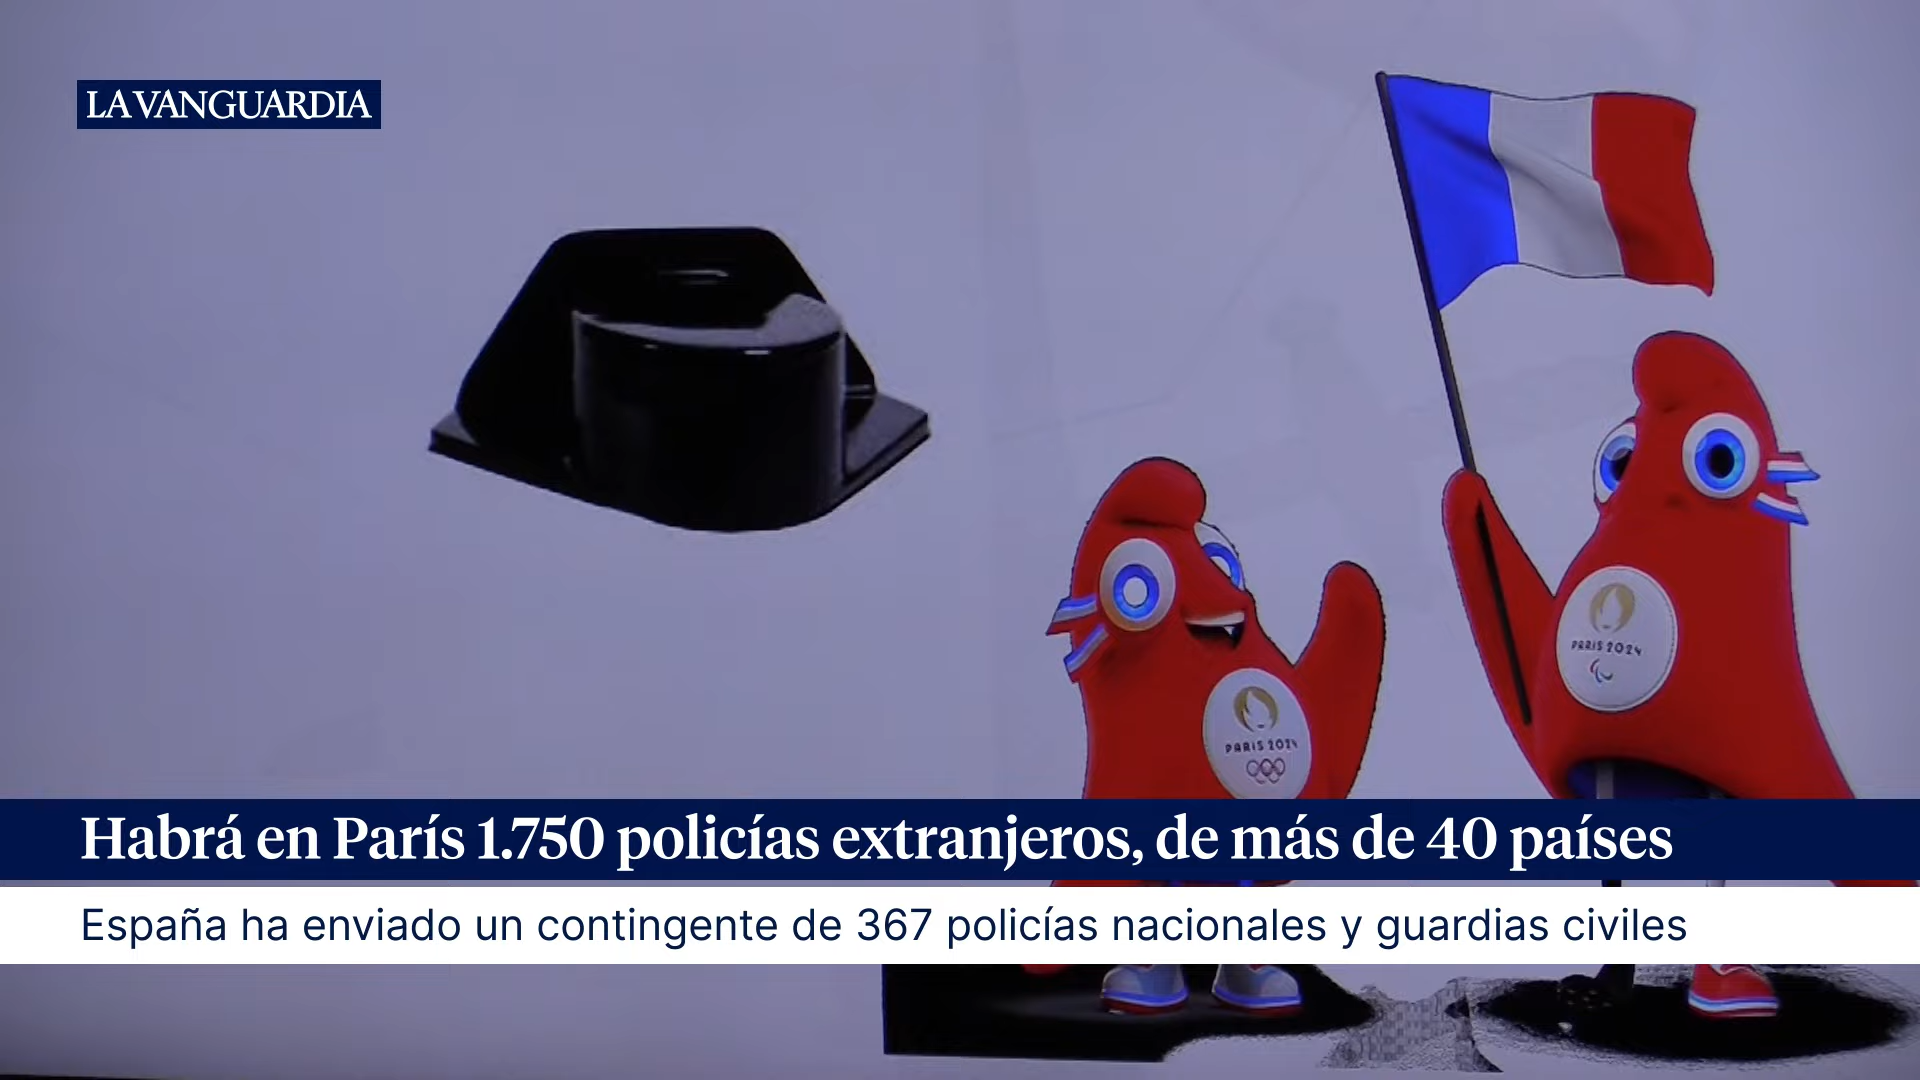 LA VANGUARDIA
PARIS 2024
PARIS 2024
Habrá en París 1.750 policías extranjeros, de más de 40 países
España ha enviado un contingente de 367 policías nacionales y guardias civiles